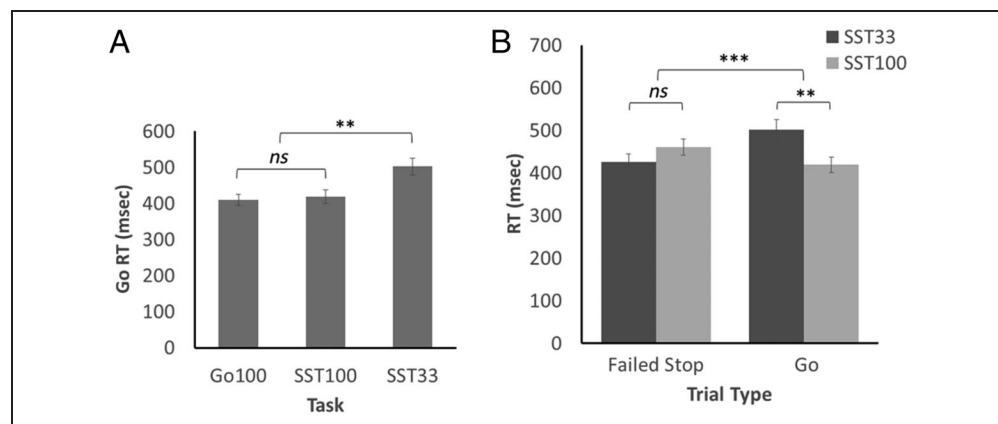 A
Go RT (msec)
600
500
400
300
200
100
0
ns
**
Go100 SST100 SST33
Task
B
RT (msec)
700
600
500
400
300
200
100
0
ns
***
**
SST33
SST100
Failed Stop Go
Trial Type